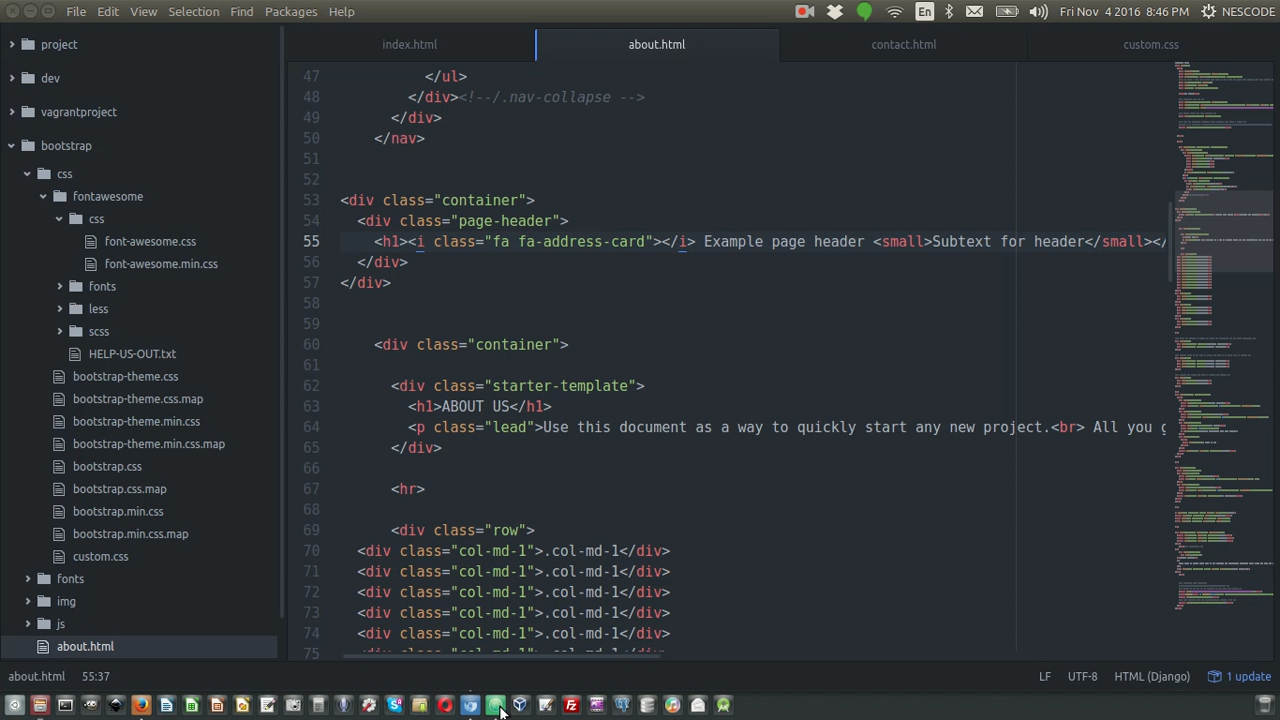 File Edit View Selection Find Packages Help
En
Fri Nov 4 2016 8:46 PM
NESCODE
project
dev
vagrantproject
bootstrap
css
fontawesome
css
font-awesome.css
font-awesome.min.css
fonts
less
scss
HELP-US-OUT.txt
bootstrap-theme.css
bootstrap-theme.css.map
bootstrap-theme.min.css
bootstrap-theme.min.css.map
bootstrap.css
bootstrap.css.map
bootstrap.min.css
bootstrap.min.css.map
custom.css
fonts
img
js
about.html
index.html
about.html
contact.html
custom.css
47 </ul>
48 </div><!--/.nav-collapse -->
49 </div>
50 </nav>
51
52
53 <div class="container">
54 <div class="page-header">
55 <h1><i class="fa fa-address-card"></i> Example page header <small>Subtext for header</small></
56 </div>
57 </div>
58
59
60 <div class="container">
61
62 <div class="starter-template">
63 <h1>ABOUT US</h1>
64 <p class="lead">Use this document as a way to quickly start any new project.<br> All you g
65 </div>
66
67 <hr>
68
69 <div class="row">
70 <div class="col-md-1">.col-md-1</div>
71 <div class="col-md-1">.col-md-1</div>
72 <div class="col-md-1">.col-md-1</div>
73 <div class="col-md-1">.col-md-1</div>
74 <div class="col-md-1">.col-md-1</div>
75 <div class="col-md-1">.col-md-1</div>
about.html 55:37
LF UTF-8 HTML (Django) 1 update